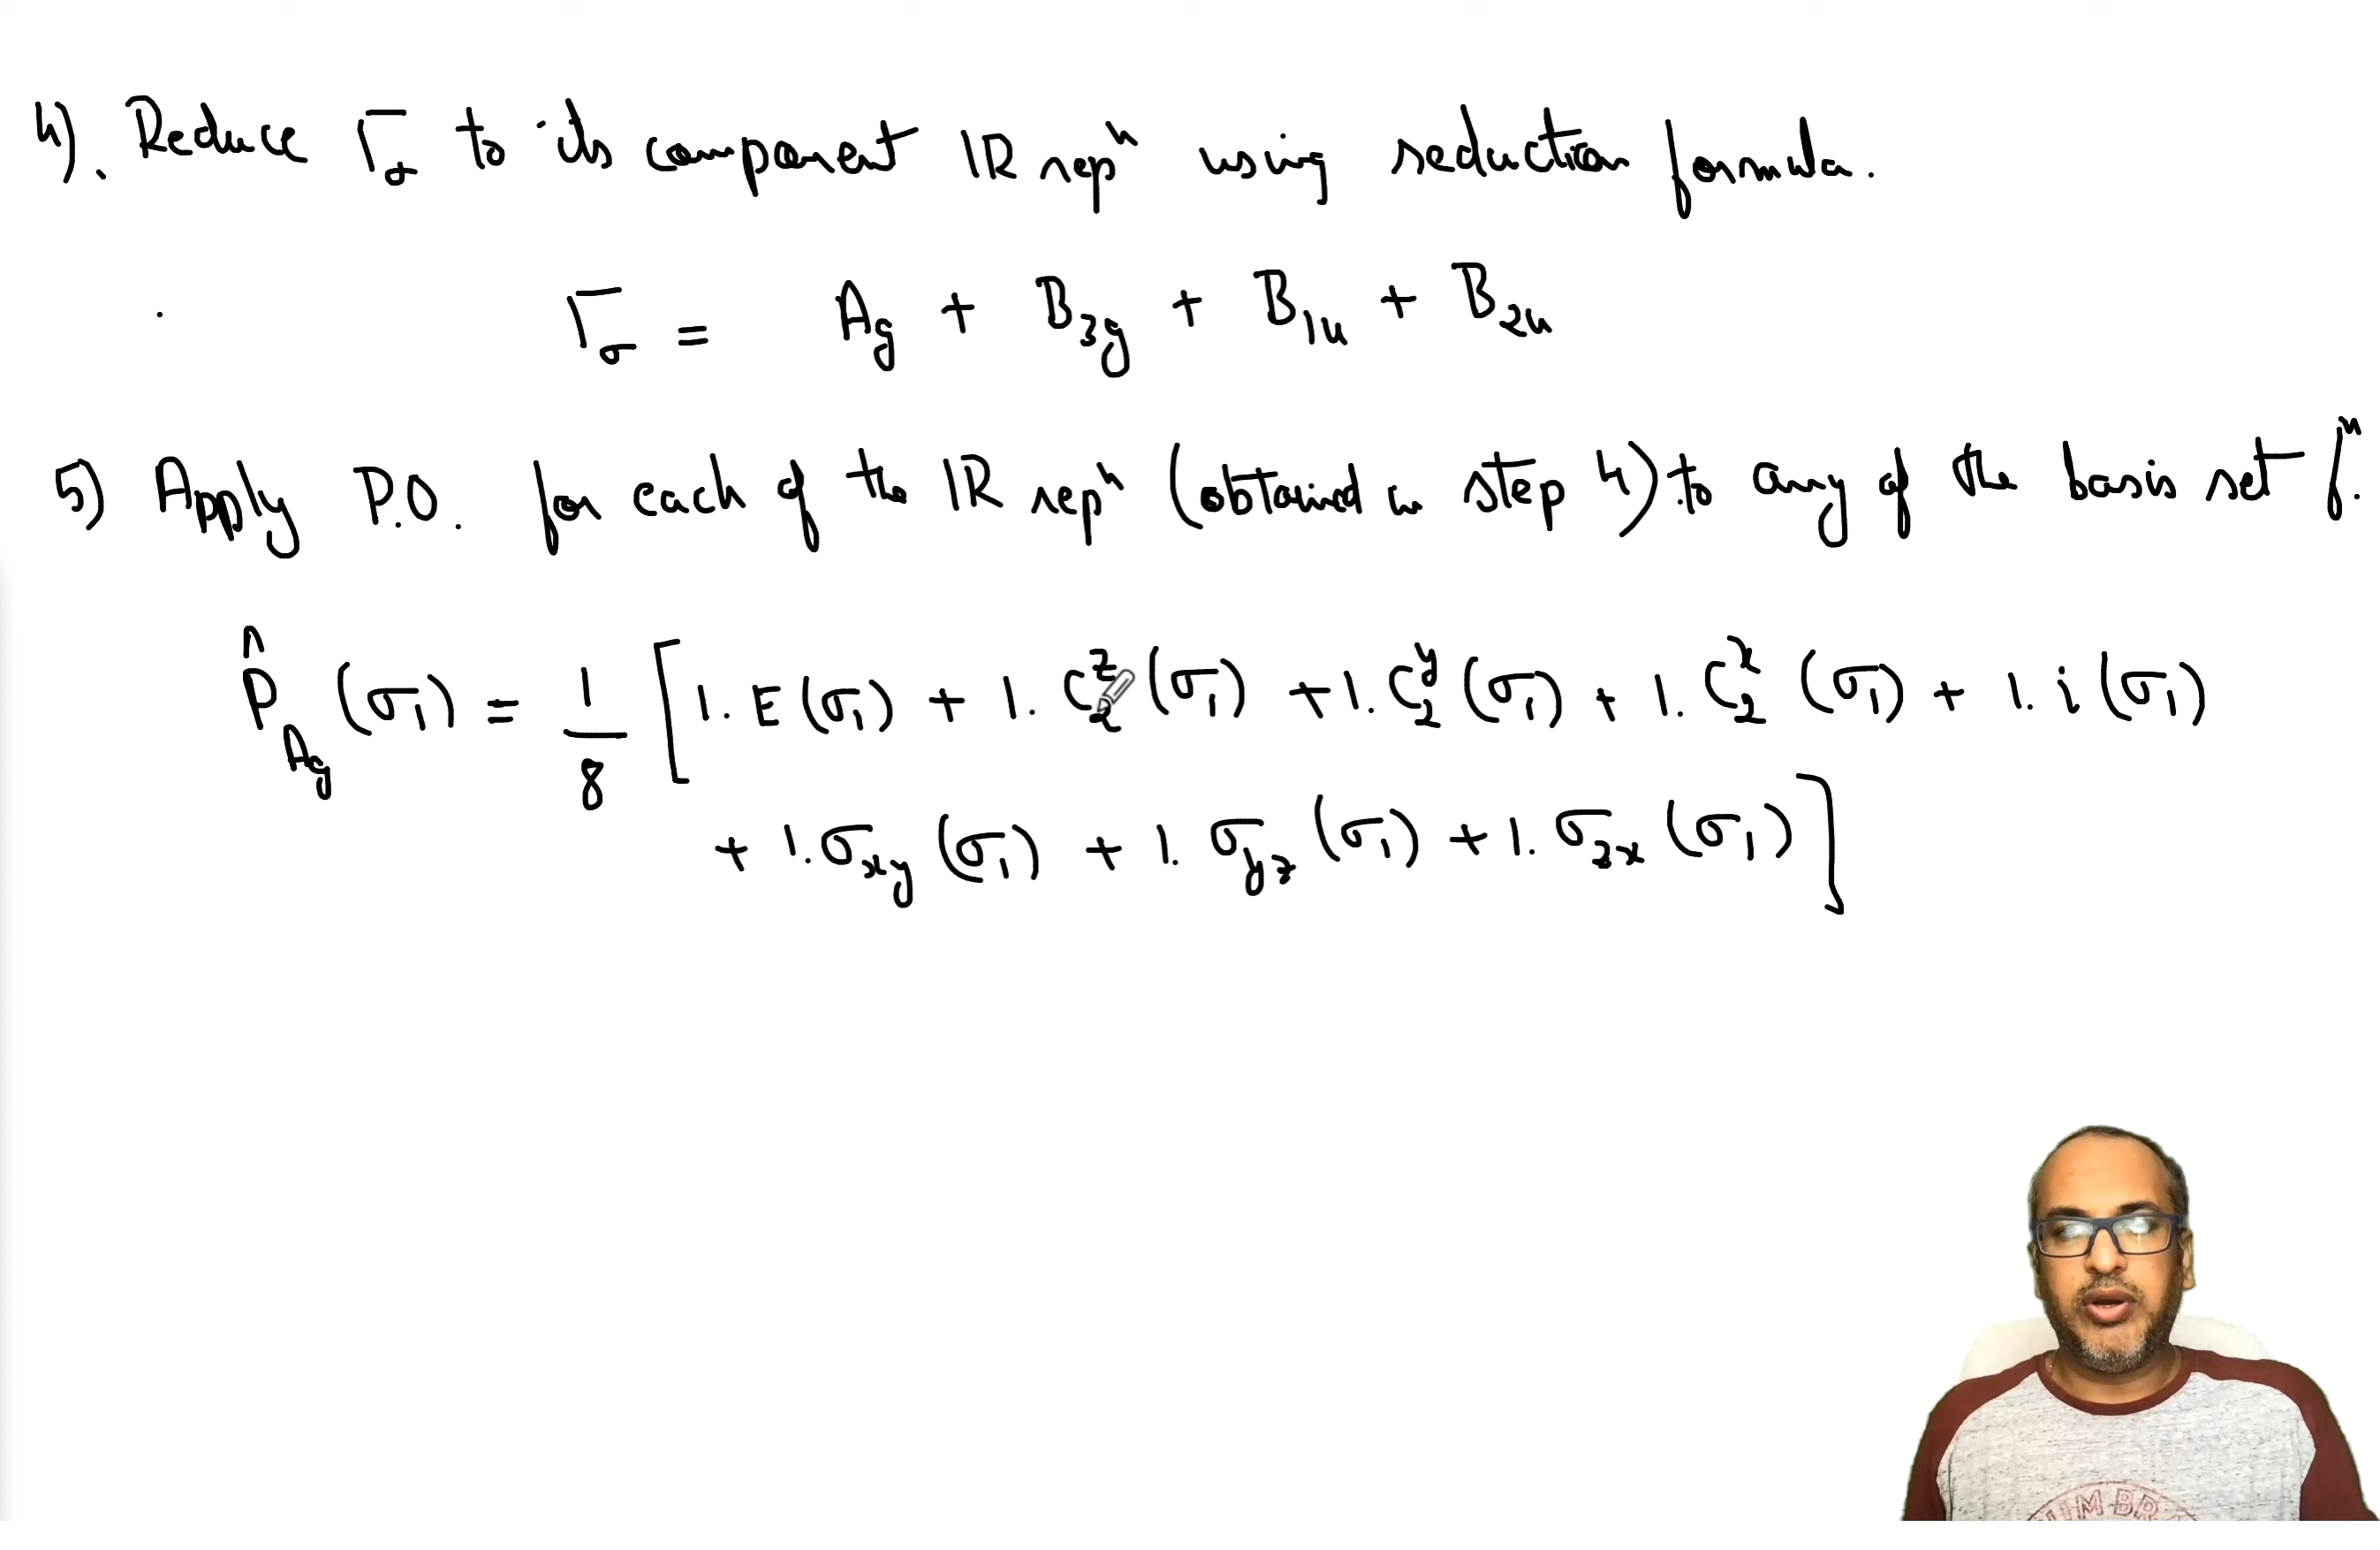 4). Reduce Γσ to its component IR repⁿ using reduction formula.
Γσ = Ag + B3g + B1u + B2u
5) Apply P.O. for each of the IR repⁿ (obtained in step 4) to any of the basis set fⁿ.
P̂Ag (σ1) = 1/8 [ 1. E (σ1) + 1. C₂ᶻ (σ1) + 1. C₂ʸ (σ1) + 1. C₂ˣ (σ1) + 1. i (σ1)
+ 1. σxy (σ1) + 1. σyz (σ1) + 1. σzx (σ1) ]